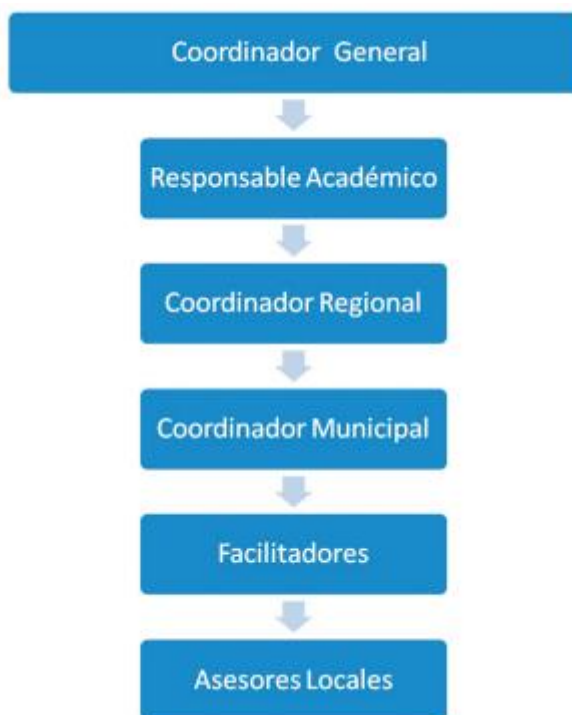 Coordinador General
Responsable Académico
Coordinador Regional
Coordinador Municipal
Facilitadores
Asesores Locales